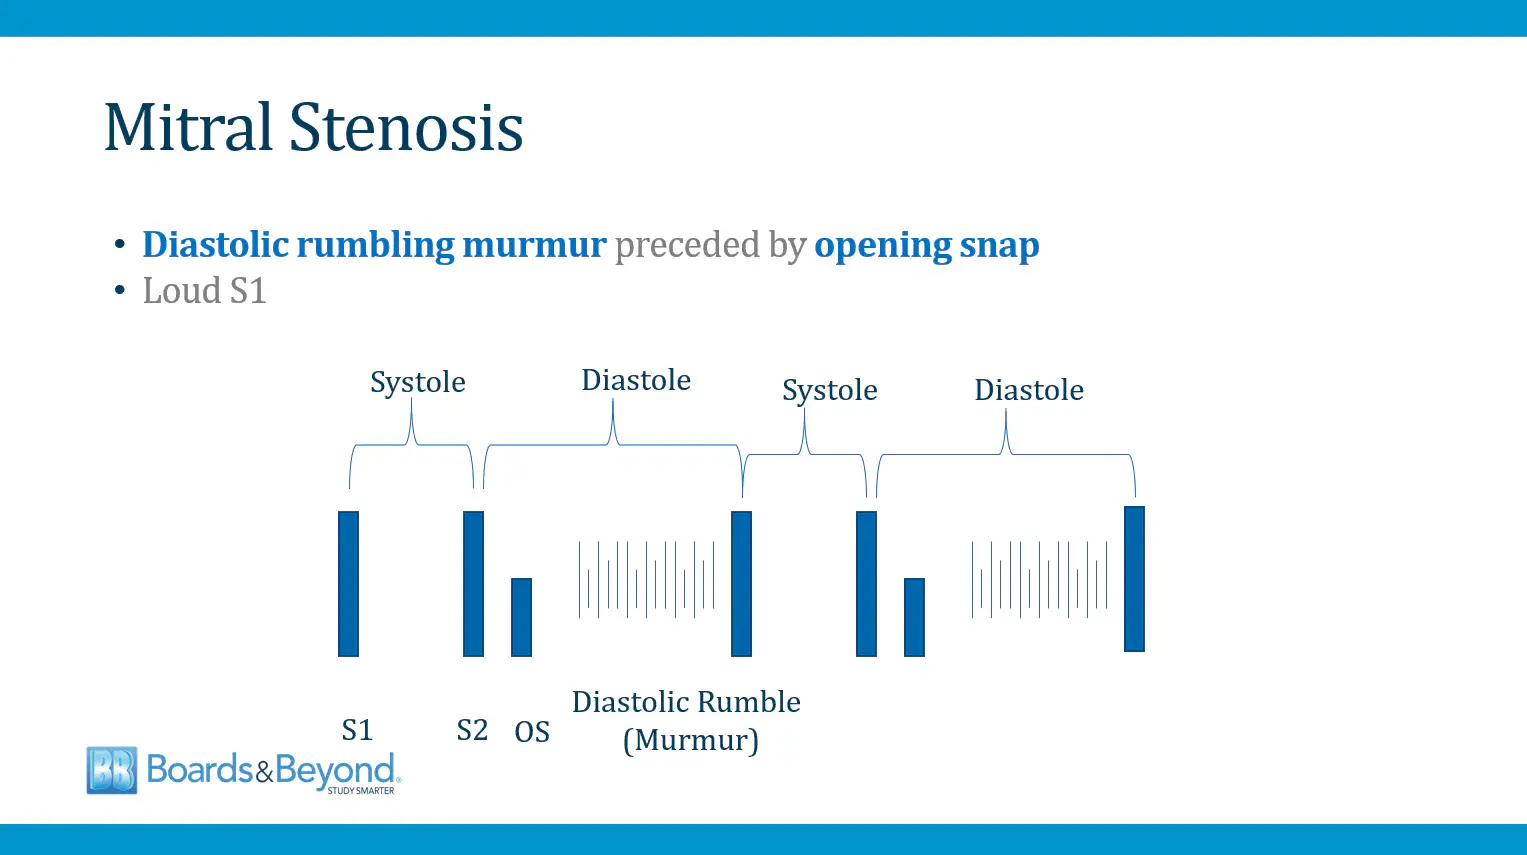 Mitral Stenosis
• Diastolic rumbling murmur preceded by opening snap
• Loud S1
Systole
Diastole
Systole
Diastole
S1
S2
OS
Diastolic Rumble
(Murmur)
BB Boards&Beyond®
STUDY SMARTER